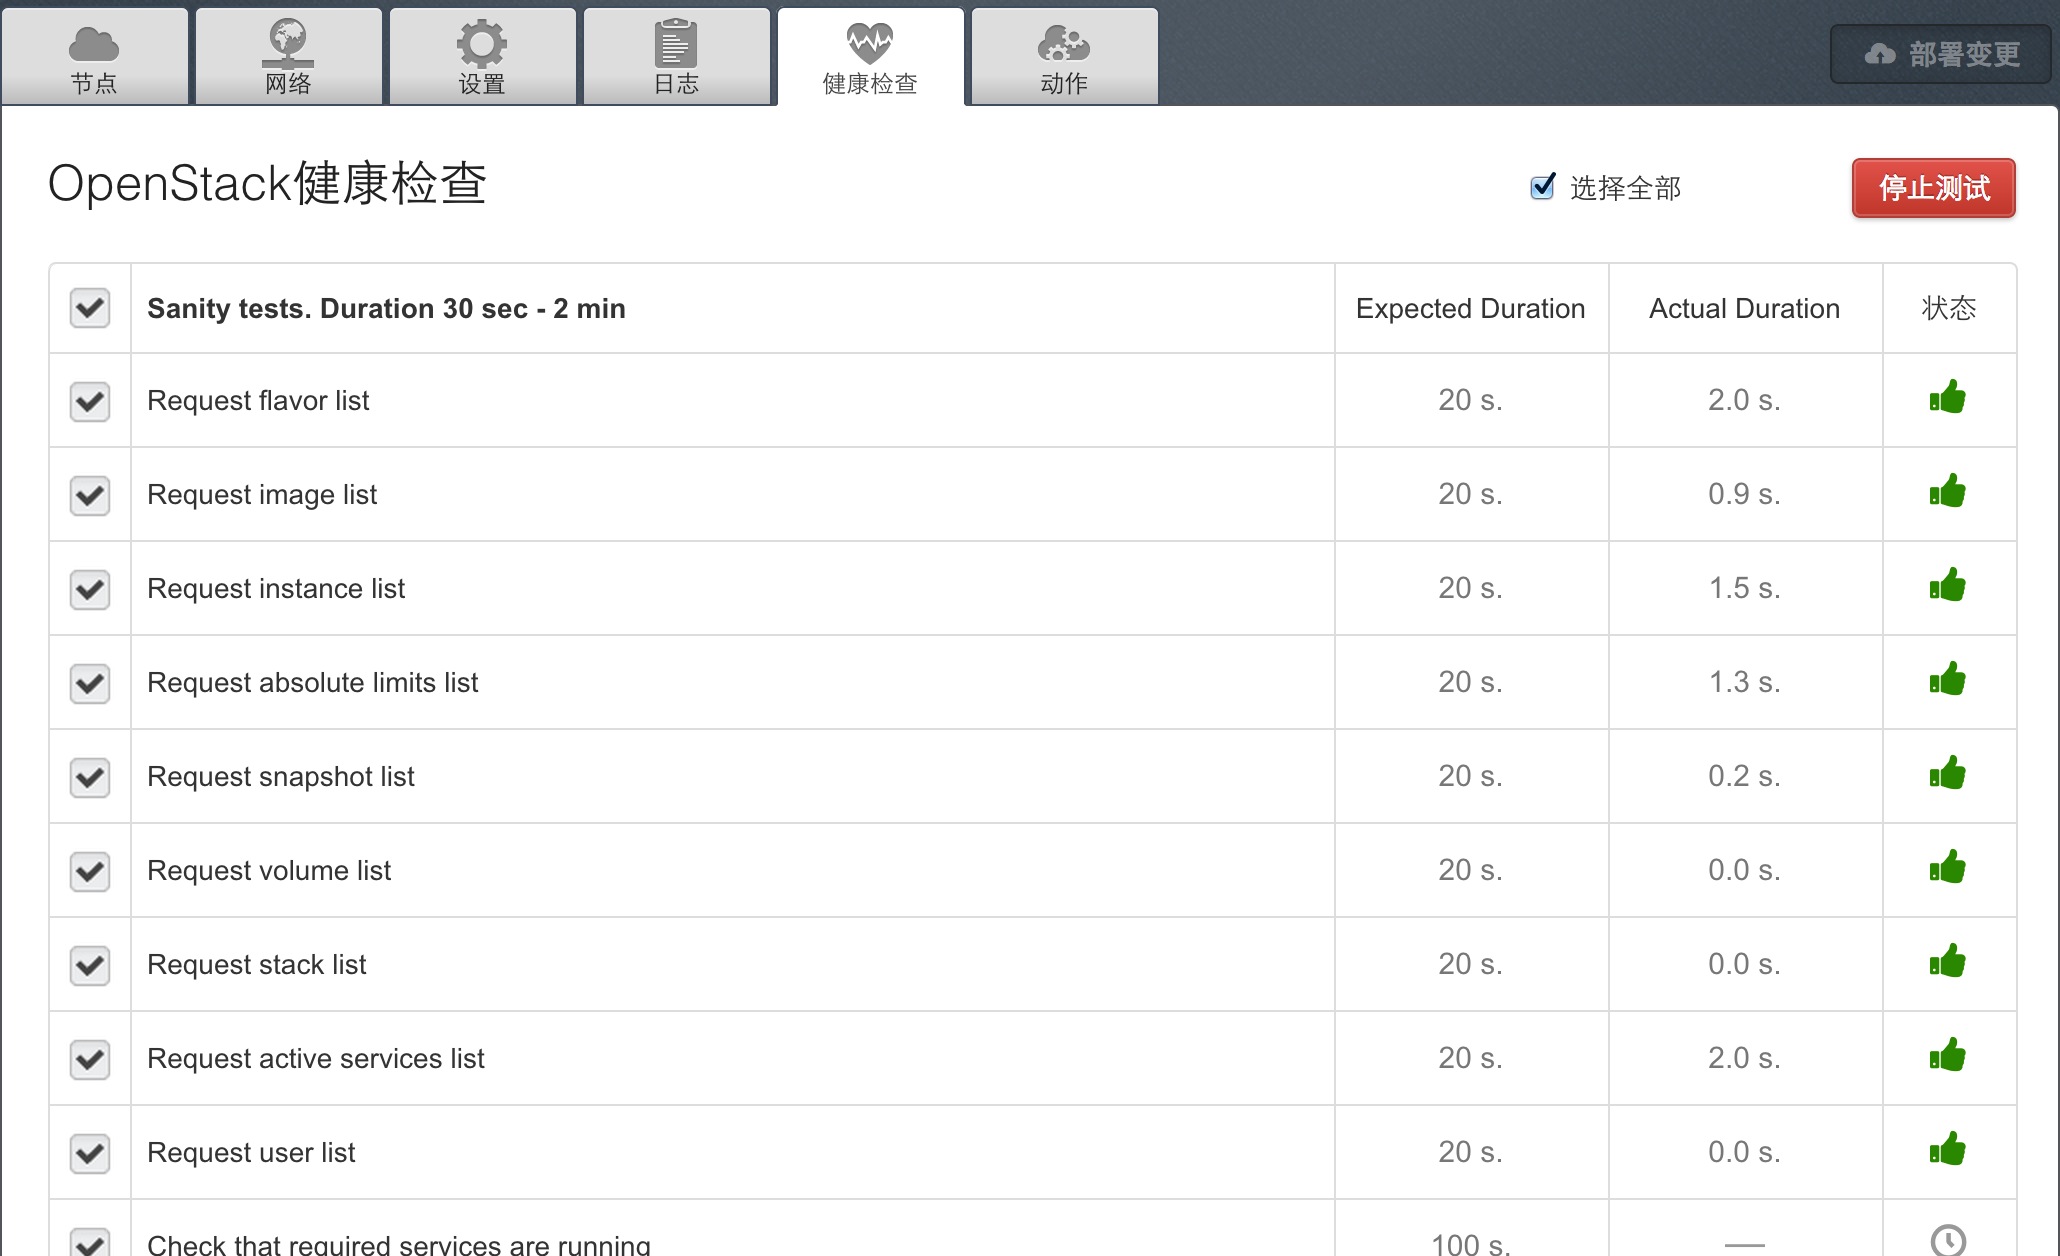 节点 网络 设置 日志 健康检查 动作 部署变更
OpenStack健康检查 选择全部 停止测试
Sanity tests. Duration 30 sec - 2 min Expected Duration Actual Duration 状态
Request flavor list 20 s. 2.0 s.
Request image list 20 s. 0.9 s.
Request instance list 20 s. 1.5 s.
Request absolute limits list 20 s. 1.3 s.
Request snapshot list 20 s. 0.2 s.
Request volume list 20 s. 0.0 s.
Request stack list 20 s. 0.0 s.
Request active services list 20 s. 2.0 s.
Request user list 20 s. 0.0 s.
Check that required services are running 100 s. —